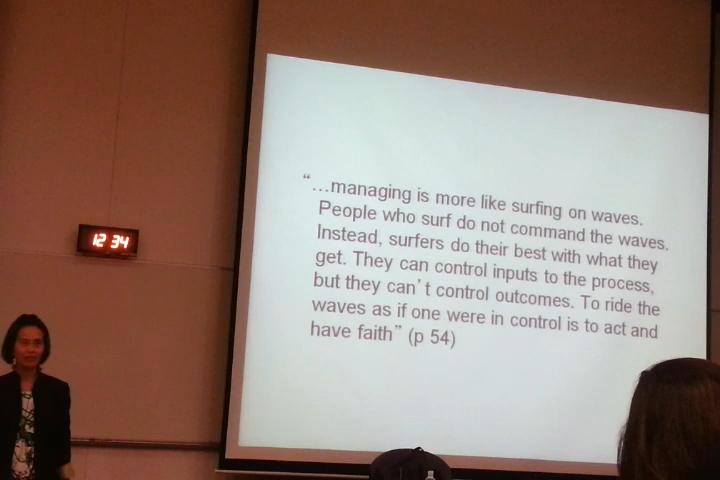 12 34
“…managing is more like surfing on waves.
People who surf do not command the waves.
Instead, surfers do their best with what they
get. They can control inputs to the process,
but they can’t control outcomes. To ride the
waves as if one were in control is to act and
have faith” (p 54)